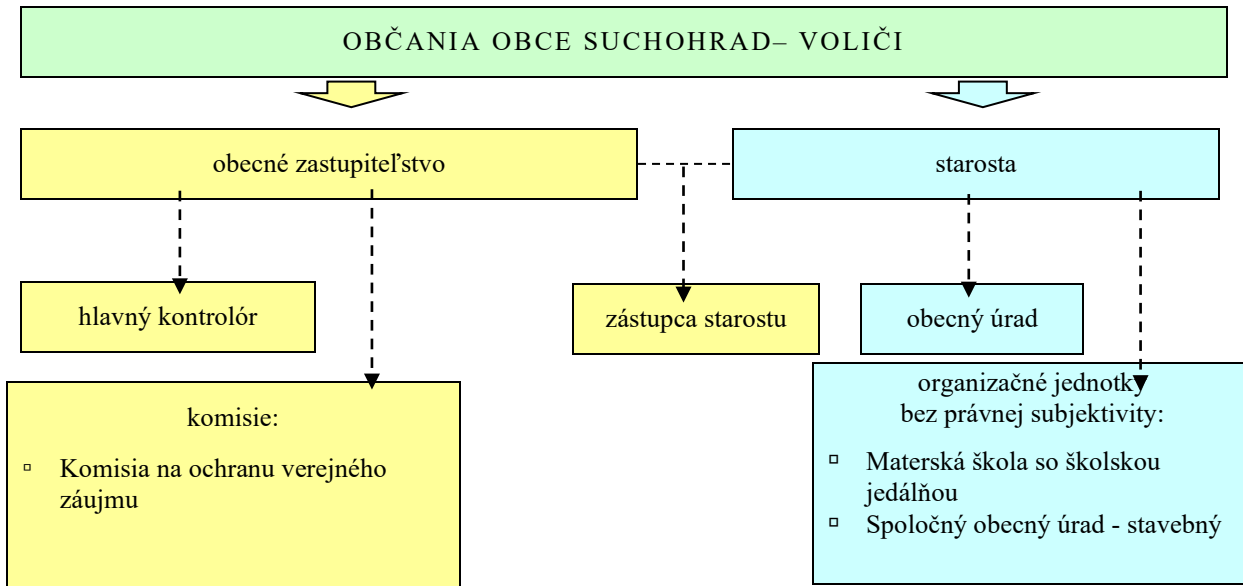 OBČANIA OBCE SUCHOHRAD– VOLIČI
obecné zastupiteľstvo
starosta
hlavný kontrolór
zástupca starostu
obecný úrad
komisie:
▫ Komisia na ochranu verejného
záujmu
organizačné jednotky
bez právnej subjektivity:
▫ Materská škola so školskou
jedálňou
▫ Spoločný obecný úrad - stavebný